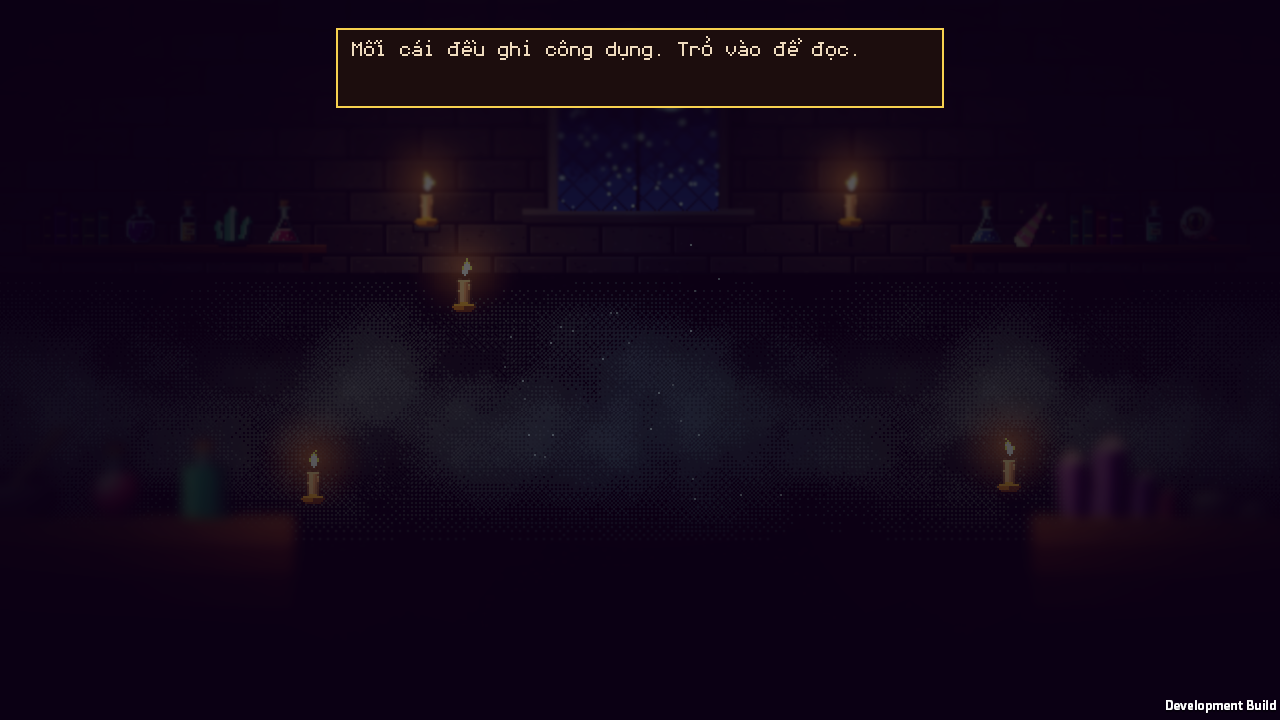 Mỗi cái đều ghi công dụng. Trỏ vào để đọc.
Development Build